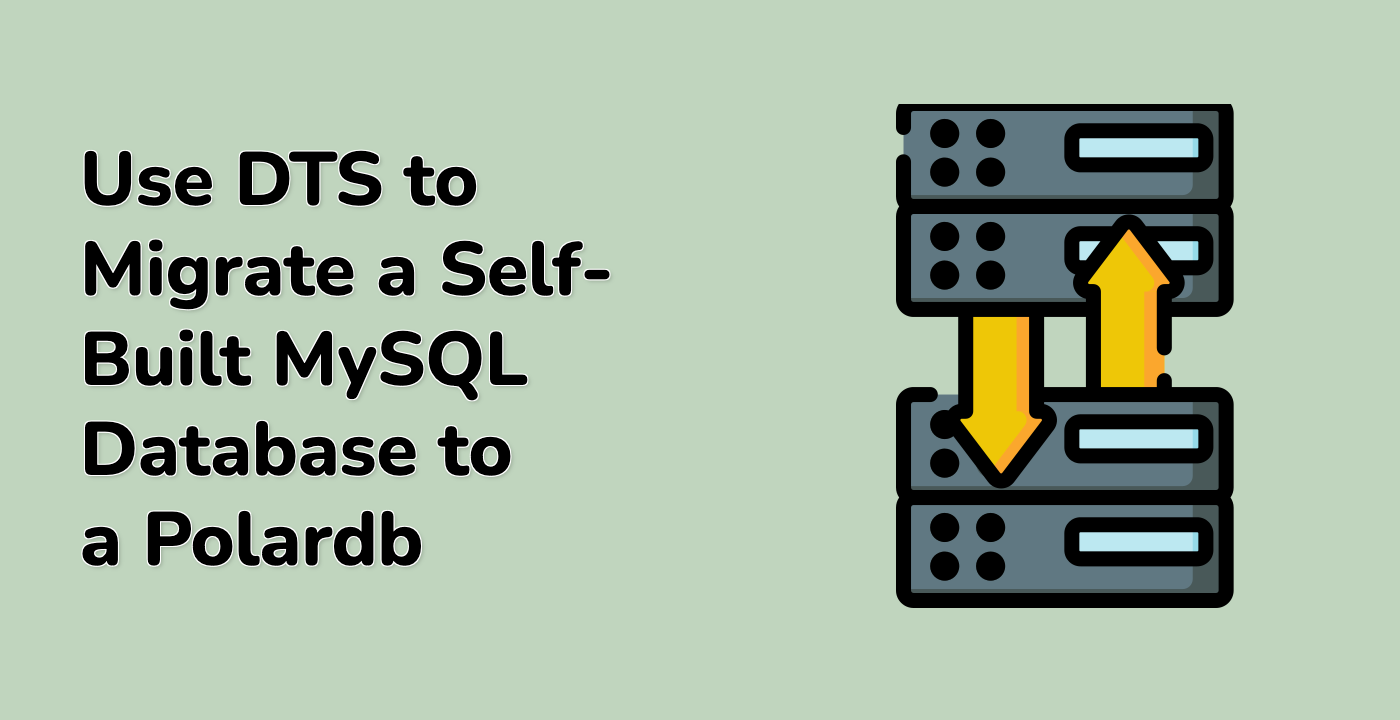 Use DTS to
Migrate a Self-
Built MySQL
Database to
a Polardb